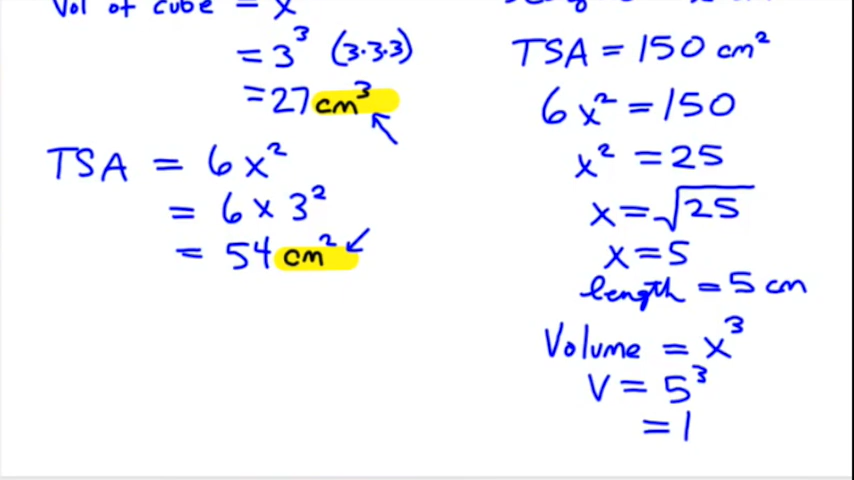 Vol of cube = x
= 3³ (3·3·3)
= 27 cm³
TSA = 6x²
= 6 x 3²
= 54 cm²
TSA = 150 cm²
6x² = 150
x² = 25
x = √25
x = 5
length = 5 cm
Volume = x³
V = 5³
= 1